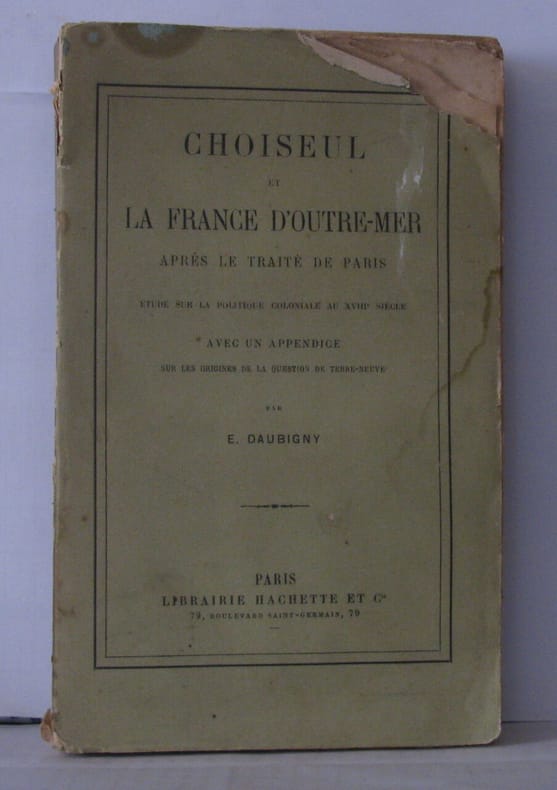 CHOISEUL
ET
LA FRANCE D'OUTRE-MER
APRÈS LE TRAITÉ DE PARIS
ETUDE SUR LA POLITIQUE COLONIALE AU XVIIIe SIÈCLE
AVEC UN APPENDICE
SUR LES ORIGINES DE LA QUESTION DE TERRE-NEUVE
PAR
E. DAUBIGNY
PARIS
LIBRAIRIE HACHETTE ET Cie
79, BOULEVARD SAINT-GERMAIN, 79